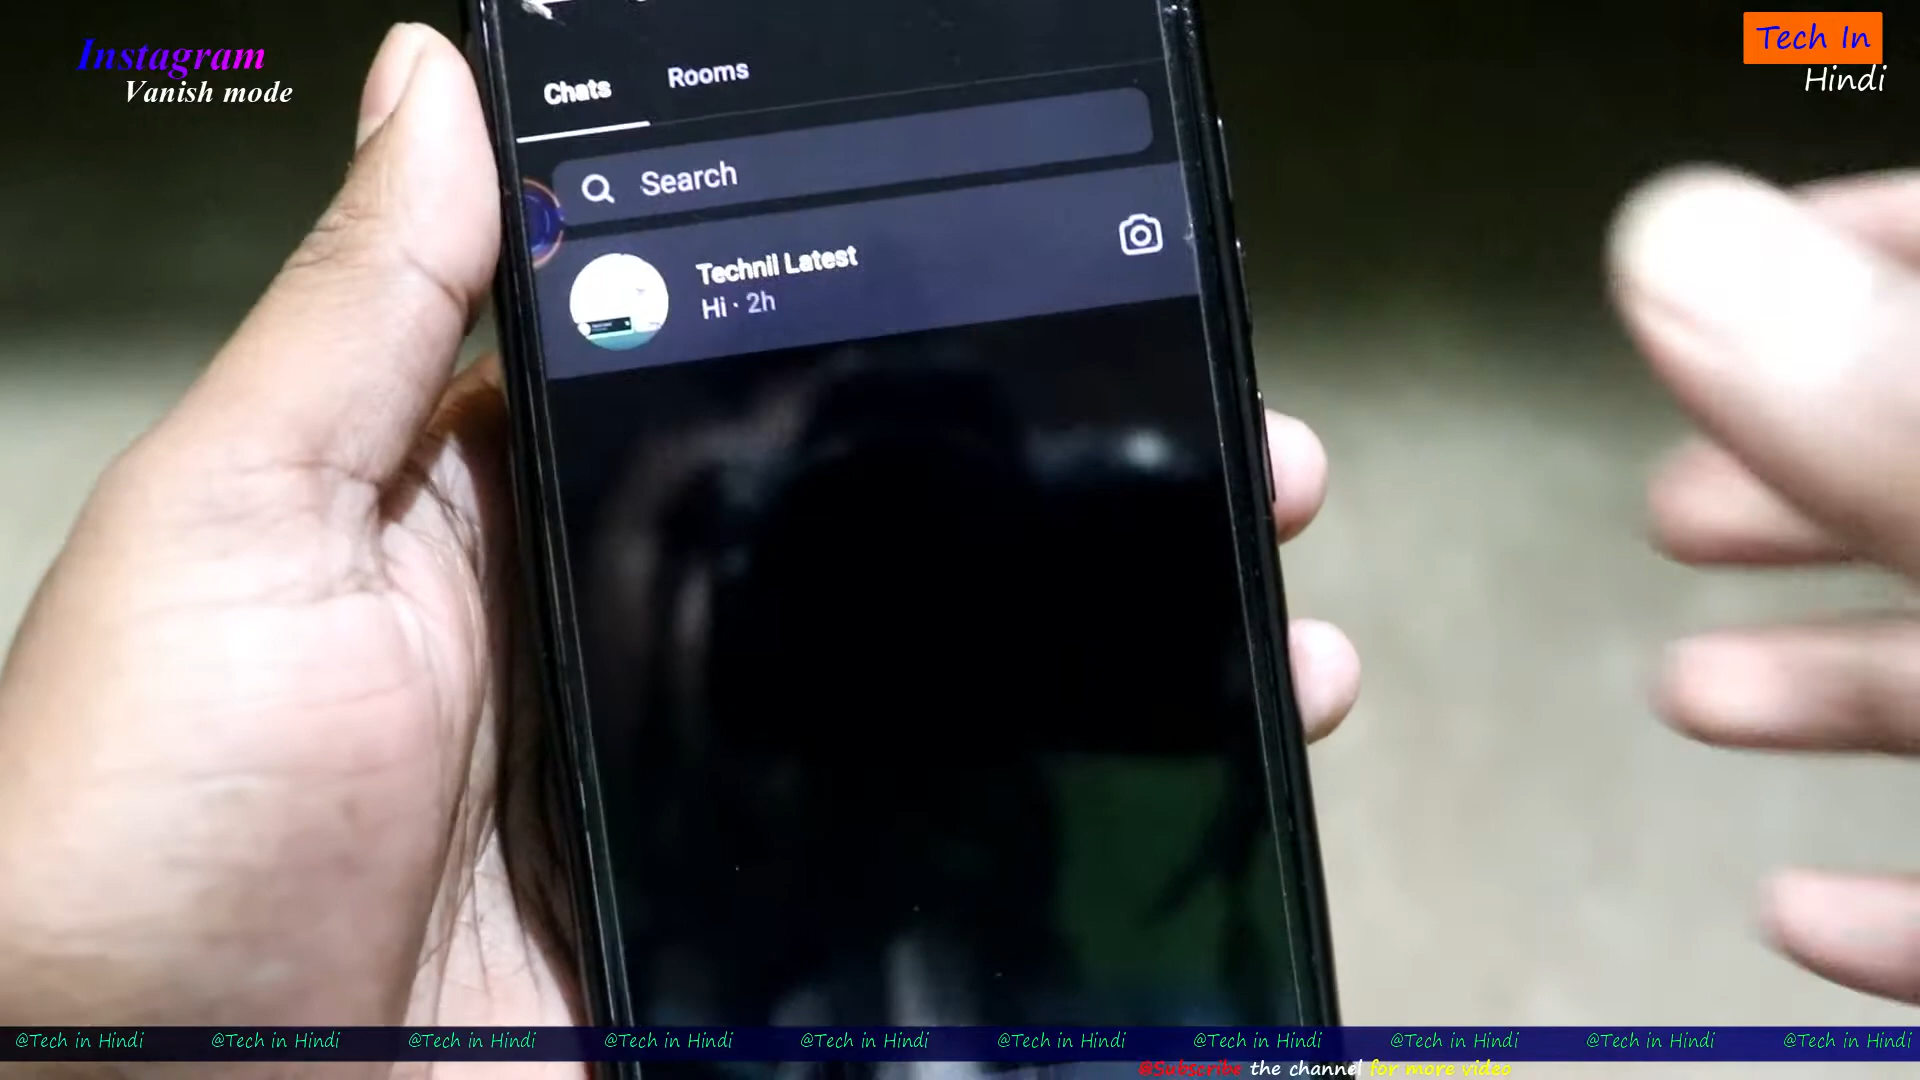 Instagram
Vanish mode
Tech In
Hindi
Chats
Rooms
Search
Technil Latest
Hi · 2h
@Tech in Hindi @Tech in Hindi @Tech in Hindi @Tech in Hindi @Tech in Hindi @Tech in Hindi @Tech in Hindi @Tech in Hindi @Tech in Hindi @Tech in Hindi
@Subscribe the channel for more video